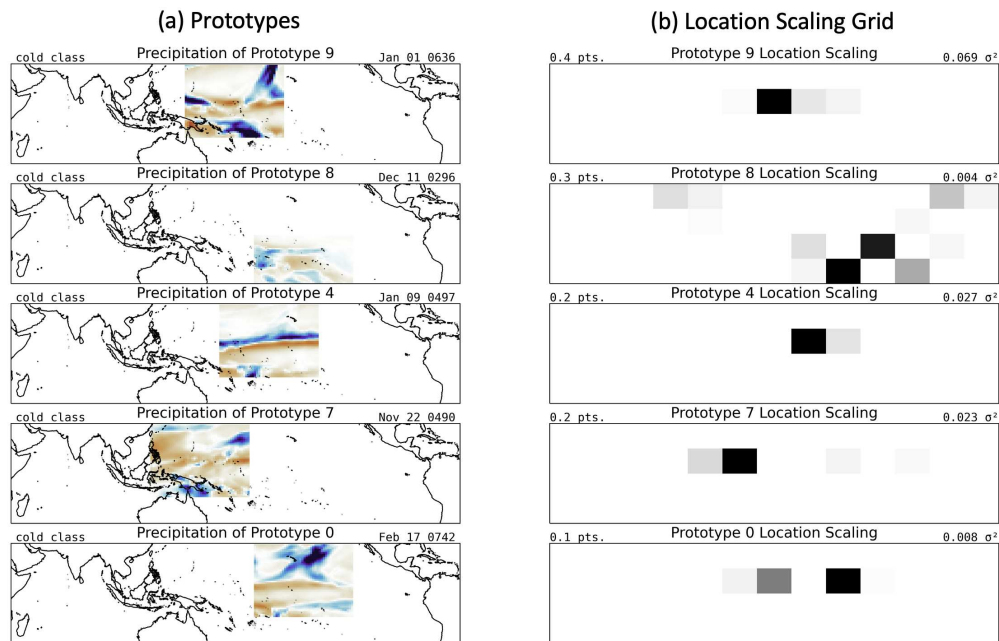 (a) Prototypes
(b) Location Scaling Grid
cold class Precipitation of Prototype 9 Jan 01 0636
0.4 pts. Prototype 9 Location Scaling 0.069 σ²
cold class Precipitation of Prototype 8 Dec 11 0296
0.3 pts. Prototype 8 Location Scaling 0.004 σ²
cold class Precipitation of Prototype 4 Jan 09 0497
0.2 pts. Prototype 4 Location Scaling 0.027 σ²
cold class Precipitation of Prototype 7 Nov 22 0490
0.2 pts. Prototype 7 Location Scaling 0.023 σ²
cold class Precipitation of Prototype 0 Feb 17 0742
0.1 pts. Prototype 0 Location Scaling 0.008 σ²